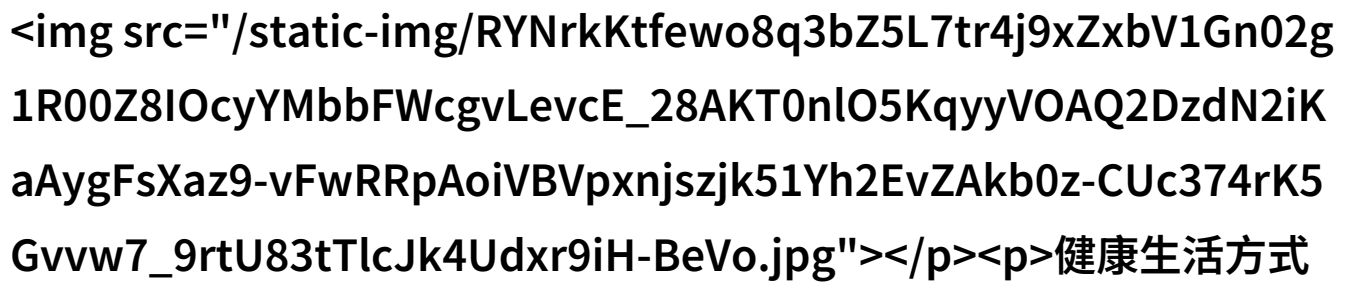 <img src="/static-img/RYNrkKtfewo8q3bZ5L7tr4j9xZxbV1Gn02g
1R00Z8IOcyYMbbFWcgvLevcE_28AKT0nlO5KqyyVOAQ2DzdN2iK
aAygFsXaz9-vFwRRpAoiVBVpxnjszjk51Yh2EvZAkb0z-CUc374rK5
Gvvw7_9rtU83tTlcJk4Udxr9iH-BeVo.jpg"></p><p>健康生活方式